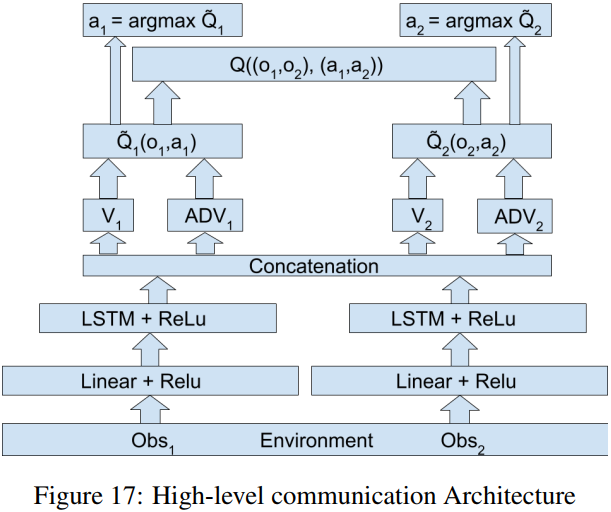 a₁ = argmax Q̃₁ a₂ = argmax Q̃₂
Q((o₁,o₂), (a₁,a₂))
Q̃₁(o₁,a₁) Q̃₂(o₂,a₂)
V₁ ADV₁ V₂ ADV₂
Concatenation
LSTM + ReLu LSTM + ReLu
Linear + Relu Linear + Relu
Obs₁ Environment Obs₂
Figure 17: High-level communication Architecture